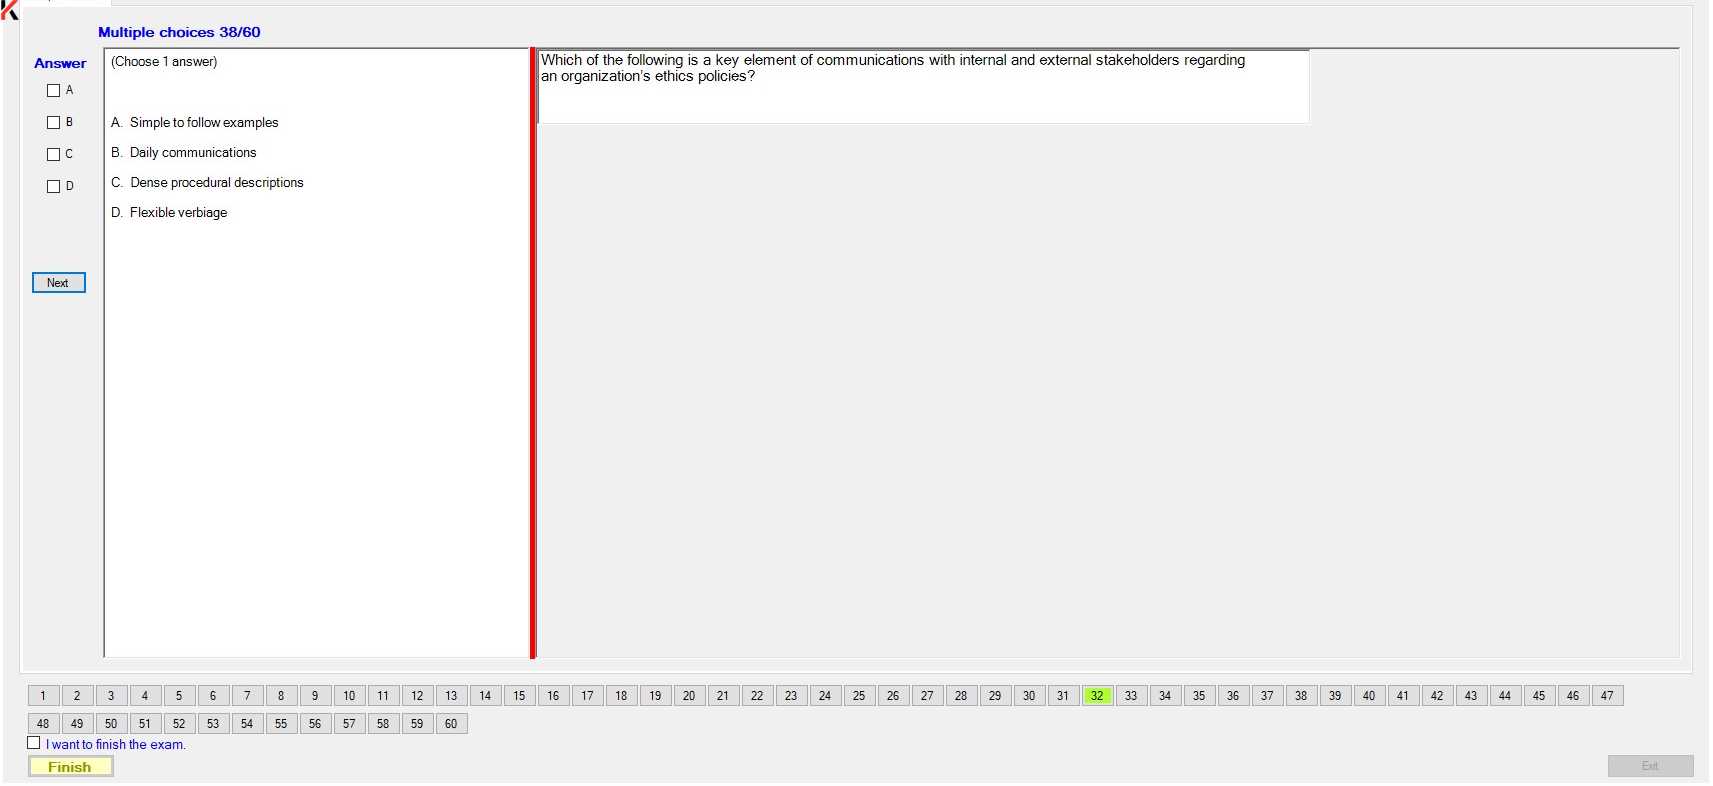 Multiple choices 38/60
Answer
A
B
C
D
Next
(Choose 1 answer)
A. Simple to follow examples
B. Daily communications
C. Dense procedural descriptions
D. Flexible verbiage
Which of the following is a key element of communications with internal and external stakeholders regarding
an organization's ethics policies?
1 2 3 4 5 6 7 8 9 10 11 12 13 14 15 16 17 18 19 20 21 22 23 24 25 26 27 28 29 30 31 32 33 34 35 36 37 38 39 40 41 42 43 44 45 46 47
48 49 50 51 52 53 54 55 56 57 58 59 60
I want to finish the exam.
Finish
Exit